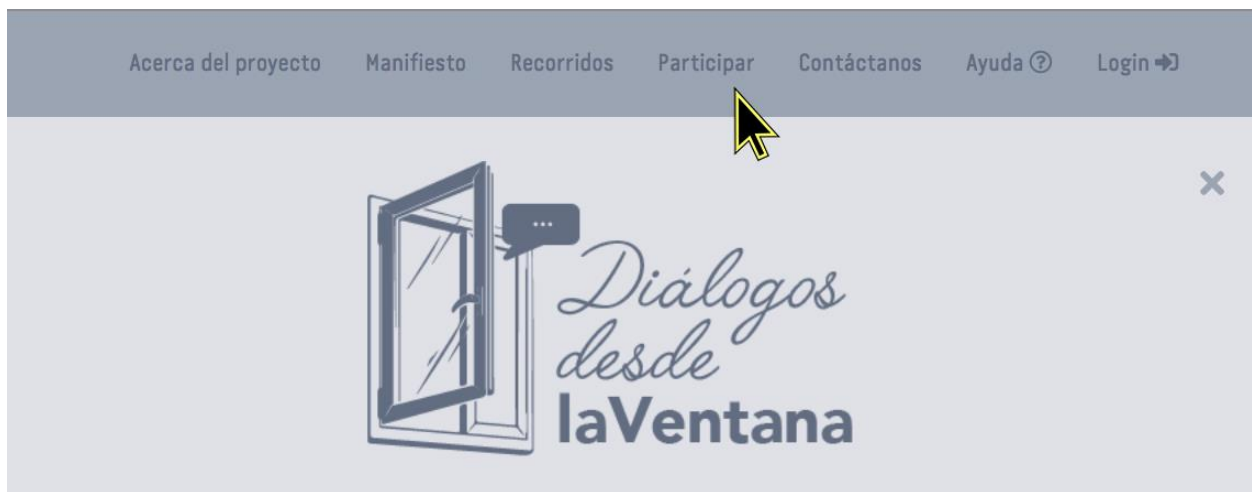 Acerca del proyecto Manifiesto Recorridos Participar Contáctanos Ayuda Login
Diálogos
desde
laVentana